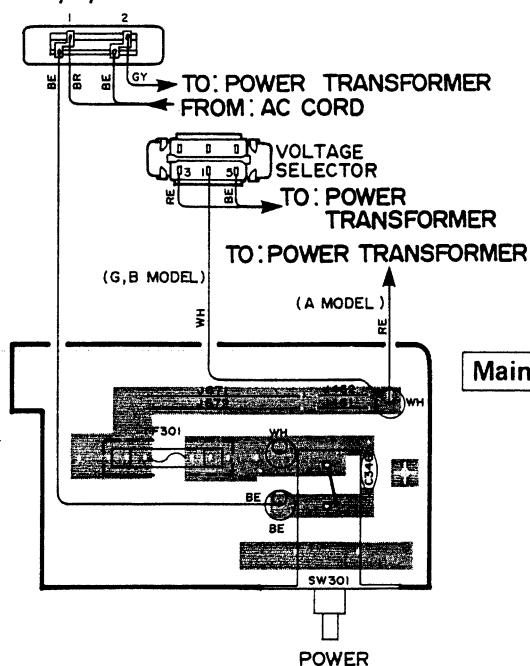 1 2
BE BR BE GY
TO: POWER TRANSFORMER
FROM: AC CORD
VOLTAGE
SELECTOR
3 1 5
RE BE
TO: POWER
TRANSFORMER
TO: POWER TRANSFORMER
(G,B MODEL)
(A MODEL)
WH
RE
Main
WH
F301
WH
BE
BE
SW301
POWER